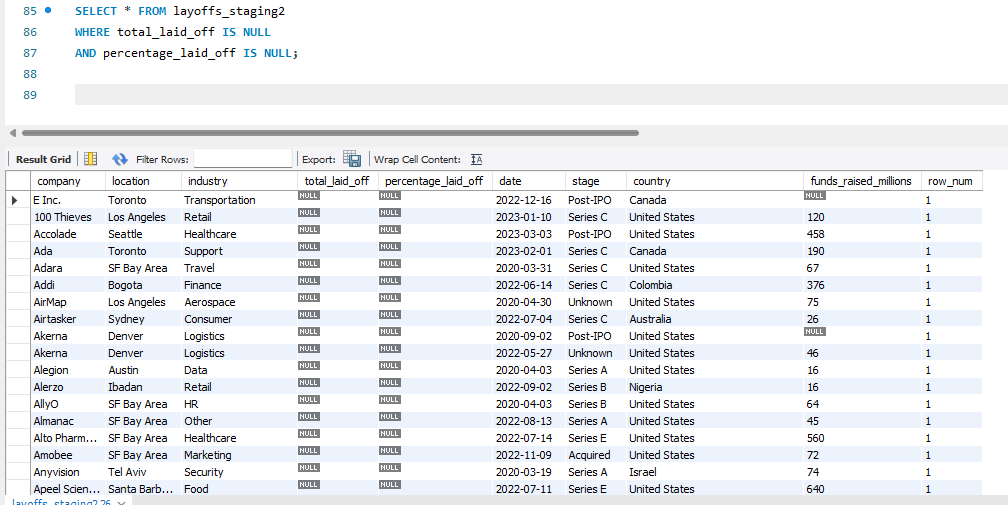 85 SELECT * FROM layoffs_staging2
86 WHERE total_laid_off IS NULL
87 AND percentage_laid_off IS NULL;
88
89
Result Grid Filter Rows: Export: Wrap Cell Content: IA
company location industry total_laid_off percentage_laid_off date stage country funds_raised_millions row_num
E Inc. Toronto Transportation NULL NULL 2022-12-16 Post-IPO Canada NULL 1
100 Thieves Los Angeles Retail NULL NULL 2023-01-10 Series C United States 120 1
Accolade Seattle Healthcare NULL NULL 2023-03-03 Post-IPO United States 458 1
Ada Toronto Support NULL NULL 2023-02-01 Series C Canada 190 1
Adara SF Bay Area Travel NULL NULL 2020-03-31 Series C United States 67 1
Addi Bogota Finance NULL NULL 2022-06-14 Series C Colombia 376 1
AirMap Los Angeles Aerospace NULL NULL 2020-04-30 Unknown United States 75 1
Airtasker Sydney Consumer NULL NULL 2022-07-04 Series C Australia 26 1
Akerna Denver Logistics NULL NULL 2020-09-02 Post-IPO United States NULL 1
Akerna Denver Logistics NULL NULL 2022-05-27 Unknown United States 46 1
Alegion Austin Data NULL NULL 2020-04-03 Series A United States 16 1
Alerzo Ibadan Retail NULL NULL 2022-09-02 Series B Nigeria 16 1
AllyO SF Bay Area HR NULL NULL 2020-04-03 Series B United States 64 1
Almanac SF Bay Area Other NULL NULL 2022-08-13 Series A United States 45 1
Alto Pharm... SF Bay Area Healthcare NULL NULL 2022-07-14 Series E United States 560 1
Amobee SF Bay Area Marketing NULL NULL 2022-11-09 Acquired United States 72 1
Anyvision Tel Aviv Security NULL NULL 2020-03-19 Series A Israel 74 1
Apeel Scien... Santa Barb... Food NULL NULL 2022-07-11 Series E United States 640 1
layoffs_staging2 26